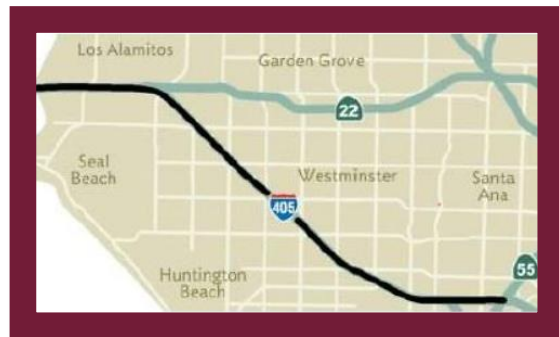 Los Alamitos
Garden Grove
22
Seal
Beach
Westminster
Santa
Ana
405
55
Huntington
Beach